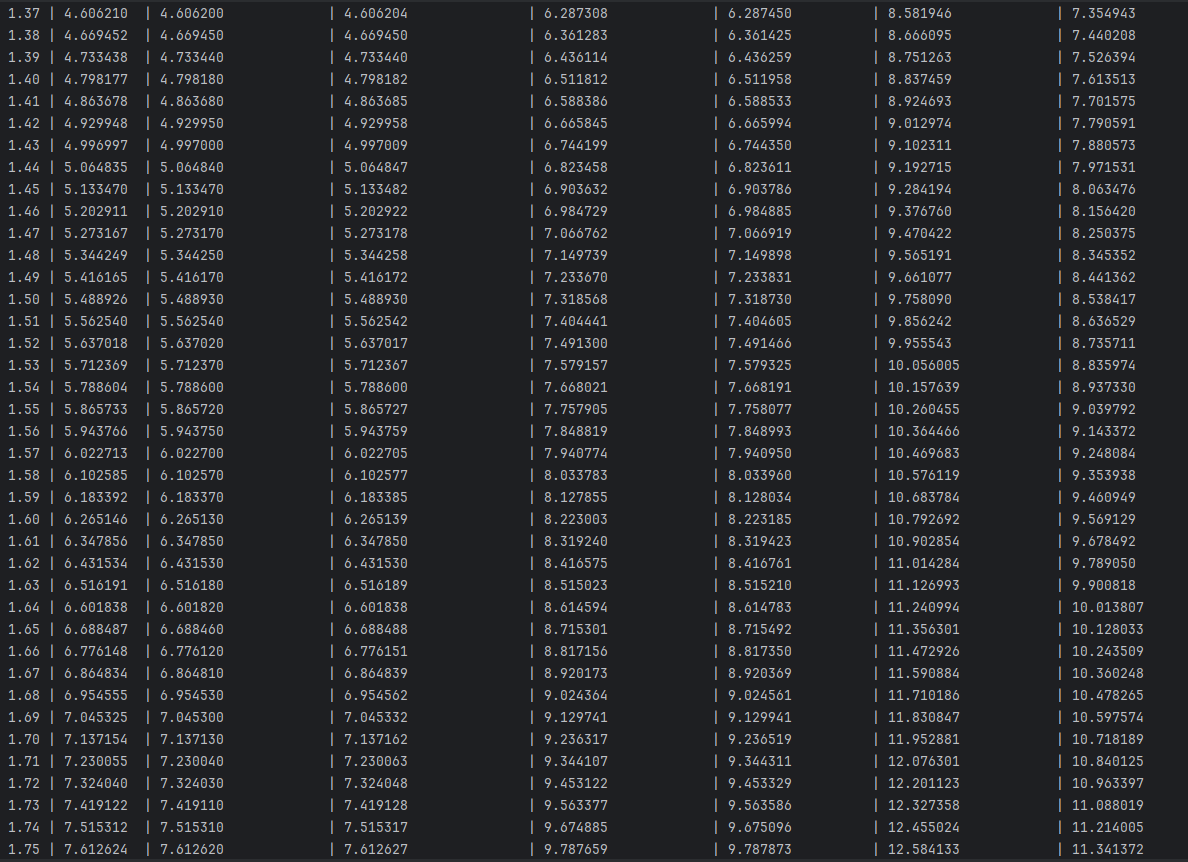 1.37 | 4.606210 | 4.606200 | 4.606204 | 6.287308 | 6.287450 | 8.581946 | 7.354943
1.38 | 4.669452 | 4.669450 | 4.669450 | 6.361283 | 6.361425 | 8.666095 | 7.440208
1.39 | 4.733438 | 4.733440 | 4.733440 | 6.436114 | 6.436259 | 8.751263 | 7.526394
1.40 | 4.798177 | 4.798180 | 4.798182 | 6.511812 | 6.511958 | 8.837459 | 7.613513
1.41 | 4.863678 | 4.863680 | 4.863685 | 6.588386 | 6.588533 | 8.924693 | 7.701575
1.42 | 4.929948 | 4.929950 | 4.929958 | 6.665845 | 6.665994 | 9.012974 | 7.790591
1.43 | 4.996997 | 4.997000 | 4.997009 | 6.744199 | 6.744350 | 9.102311 | 7.880573
1.44 | 5.064835 | 5.064840 | 5.064847 | 6.823458 | 6.823611 | 9.192715 | 7.971531
1.45 | 5.133470 | 5.133470 | 5.133482 | 6.903632 | 6.903786 | 9.284194 | 8.063476
1.46 | 5.202911 | 5.202910 | 5.202922 | 6.984729 | 6.984885 | 9.376760 | 8.156420
1.47 | 5.273167 | 5.273170 | 5.273178 | 7.066762 | 7.066919 | 9.470422 | 8.250375
1.48 | 5.344249 | 5.344250 | 5.344258 | 7.149739 | 7.149898 | 9.565191 | 8.345352
1.49 | 5.416165 | 5.416170 | 5.416172 | 7.233670 | 7.233831 | 9.661077 | 8.441362
1.50 | 5.488926 | 5.488930 | 5.488930 | 7.318568 | 7.318730 | 9.758090 | 8.538417
1.51 | 5.562540 | 5.562540 | 5.562542 | 7.404441 | 7.404605 | 9.856242 | 8.636529
1.52 | 5.637018 | 5.637020 | 5.637017 | 7.491300 | 7.491466 | 9.955543 | 8.735711
1.53 | 5.712369 | 5.712370 | 5.712367 | 7.579157 | 7.579325 | 10.056005 | 8.835974
1.54 | 5.788604 | 5.788600 | 5.788600 | 7.668021 | 7.668191 | 10.157639 | 8.937330
1.55 | 5.865733 | 5.865720 | 5.865727 | 7.757905 | 7.758077 | 10.260455 | 9.039792
1.56 | 5.943766 | 5.943750 | 5.943759 | 7.848819 | 7.848993 | 10.364466 | 9.143372
1.57 | 6.022713 | 6.022700 | 6.022705 | 7.940774 | 7.940950 | 10.469683 | 9.248084
1.58 | 6.102585 | 6.102570 | 6.102577 | 8.033783 | 8.033960 | 10.576119 | 9.353938
1.59 | 6.183392 | 6.183370 | 6.183385 | 8.127855 | 8.128034 | 10.683784 | 9.460949
1.60 | 6.265146 | 6.265130 | 6.265139 | 8.223003 | 8.223185 | 10.792692 | 9.569129
1.61 | 6.347856 | 6.347850 | 6.347850 | 8.319240 | 8.319423 | 10.902854 | 9.678492
1.62 | 6.431534 | 6.431530 | 6.431530 | 8.416575 | 8.416761 | 11.014284 | 9.789050
1.63 | 6.516191 | 6.516180 | 6.516189 | 8.515023 | 8.515210 | 11.126993 | 9.900818
1.64 | 6.601838 | 6.601820 | 6.601838 | 8.614594 | 8.614783 | 11.240994 | 10.013807
1.65 | 6.688487 | 6.688460 | 6.688488 | 8.715301 | 8.715492 | 11.356301 | 10.128033
1.66 | 6.776148 | 6.776120 | 6.776151 | 8.817156 | 8.817350 | 11.472926 | 10.243509
1.67 | 6.864834 | 6.864810 | 6.864839 | 8.920173 | 8.920369 | 11.590884 | 10.360248
1.68 | 6.954555 | 6.954530 | 6.954562 | 9.024364 | 9.024561 | 11.710186 | 10.478265
1.69 | 7.045325 | 7.045300 | 7.045332 | 9.129741 | 9.129941 | 11.830847 | 10.597574
1.70 | 7.137154 | 7.137130 | 7.137162 | 9.236317 | 9.236519 | 11.952881 | 10.718189
1.71 | 7.230055 | 7.230040 | 7.230063 | 9.344107 | 9.344311 | 12.076301 | 10.840125
1.72 | 7.324040 | 7.324030 | 7.324048 | 9.453122 | 9.453329 | 12.201123 | 10.963397
1.73 | 7.419122 | 7.419110 | 7.419128 | 9.563377 | 9.563586 | 12.327358 | 11.088019
1.74 | 7.515312 | 7.515310 | 7.515317 | 9.674885 | 9.675096 | 12.455024 | 11.214005
1.75 | 7.612624 | 7.612620 | 7.612627 | 9.787659 | 9.787873 | 12.584133 | 11.341372